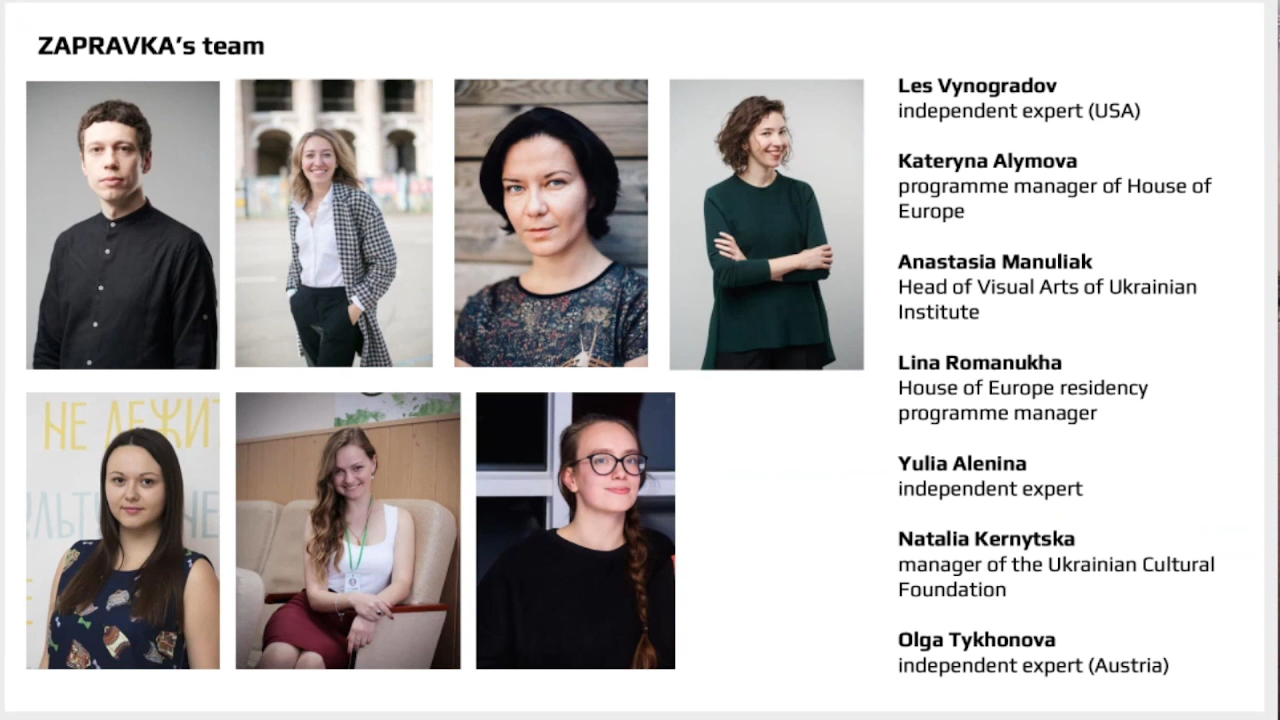 ZAPRAVKA’s team
Les Vynogradov
independent expert (USA)
Kateryna Alymova
programme manager of House of
Europe
Anastasia Manuliak
Head of Visual Arts of Ukrainian
Institute
Lina Romanukha
House of Europe residency
programme manager
Yulia Alenina
independent expert
Natalia Kernytska
manager of the Ukrainian Cultural
Foundation
Olga Tykhonova
independent expert (Austria)
НЕ ЛЕЖИТ